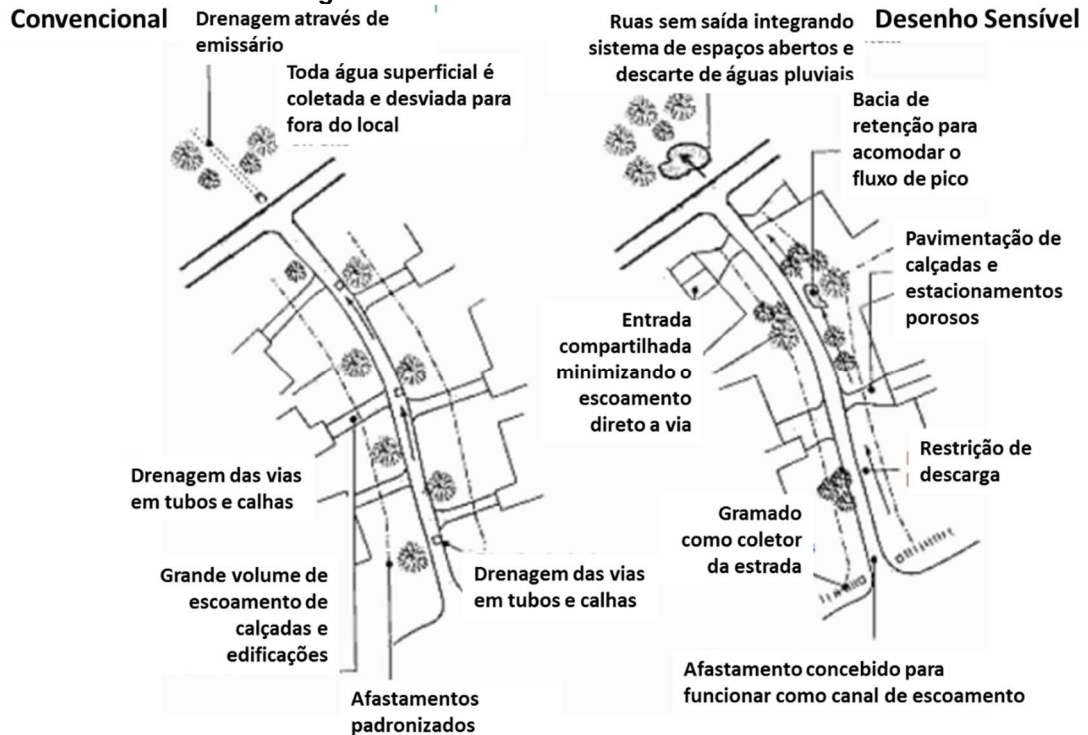 Convencional
Drenagem através de
emissário
Toda água superficial é
coletada e desviada para
fora do local
Drenagem das vias
em tubos e calhas
Grande volume de
escoamento de
calçadas e
edificações
Drenagem das vias
em tubos e calhas
Afastamentos
padronizados
Desenho Sensível
Ruas sem saída integrando
sistema de espaços abertos e
descarte de águas pluviais
Bacia de
retenção para
acomodar o
fluxo de pico
Pavimentação de
calçadas e
estacionamentos
porosos
Entrada
compartilhada
minimizando o
escoamento
direto a via
Restrição de
descarga
Gramado
como coletor
da estrada
Afastamento concebido para
funcionar como canal de escoamento